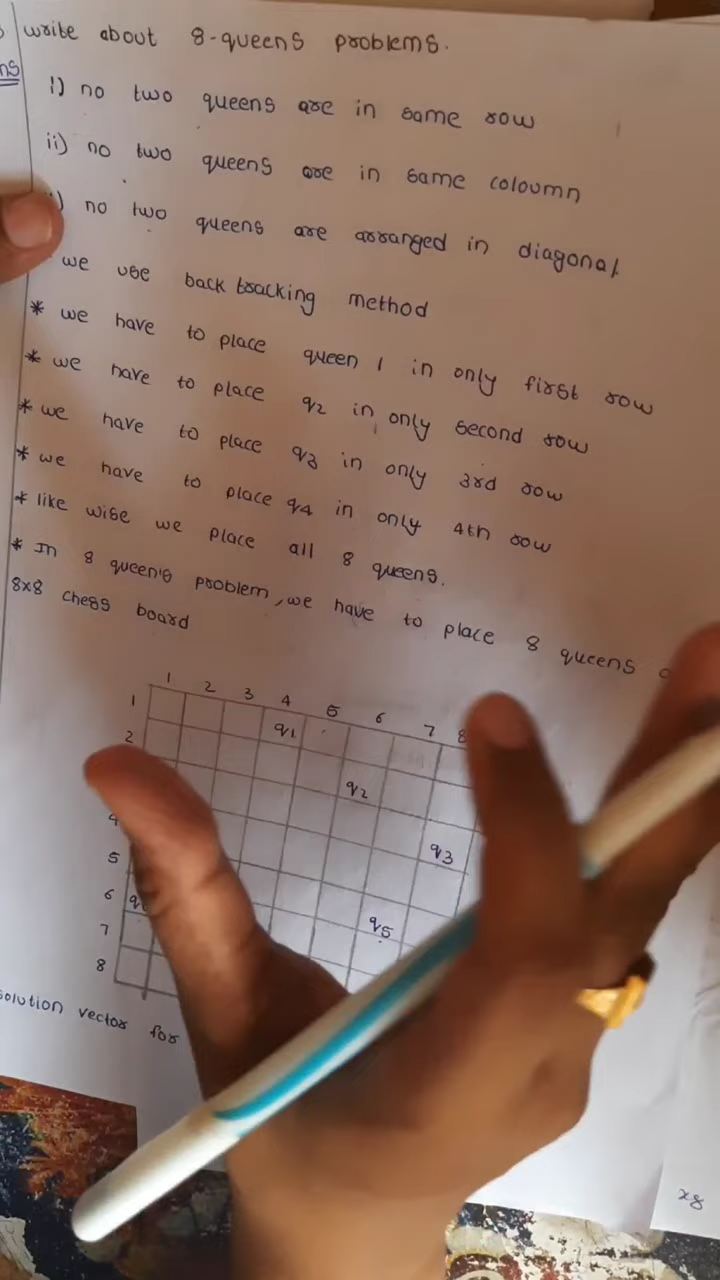 write about 8-queens problems.
ns
i) no two queens are in same row
ii) no two queens are in same coloumn
) no two queens are arranged in diagonal.
we use back tracking method
* we have to place queen 1 in only first row
* we have to place q2 in only second row
* we have to place q3 in only 3rd row
* we have to place q4 in only 4th row
* like wise we place all 8 queens.
* In 8 queen's problem, we have to place 8 queens
8x8 chess board
1 2 3 4 5 6 7 8
1 q1
2 q2
q3
4
5 q5
6
7
8
solution vector for
x8